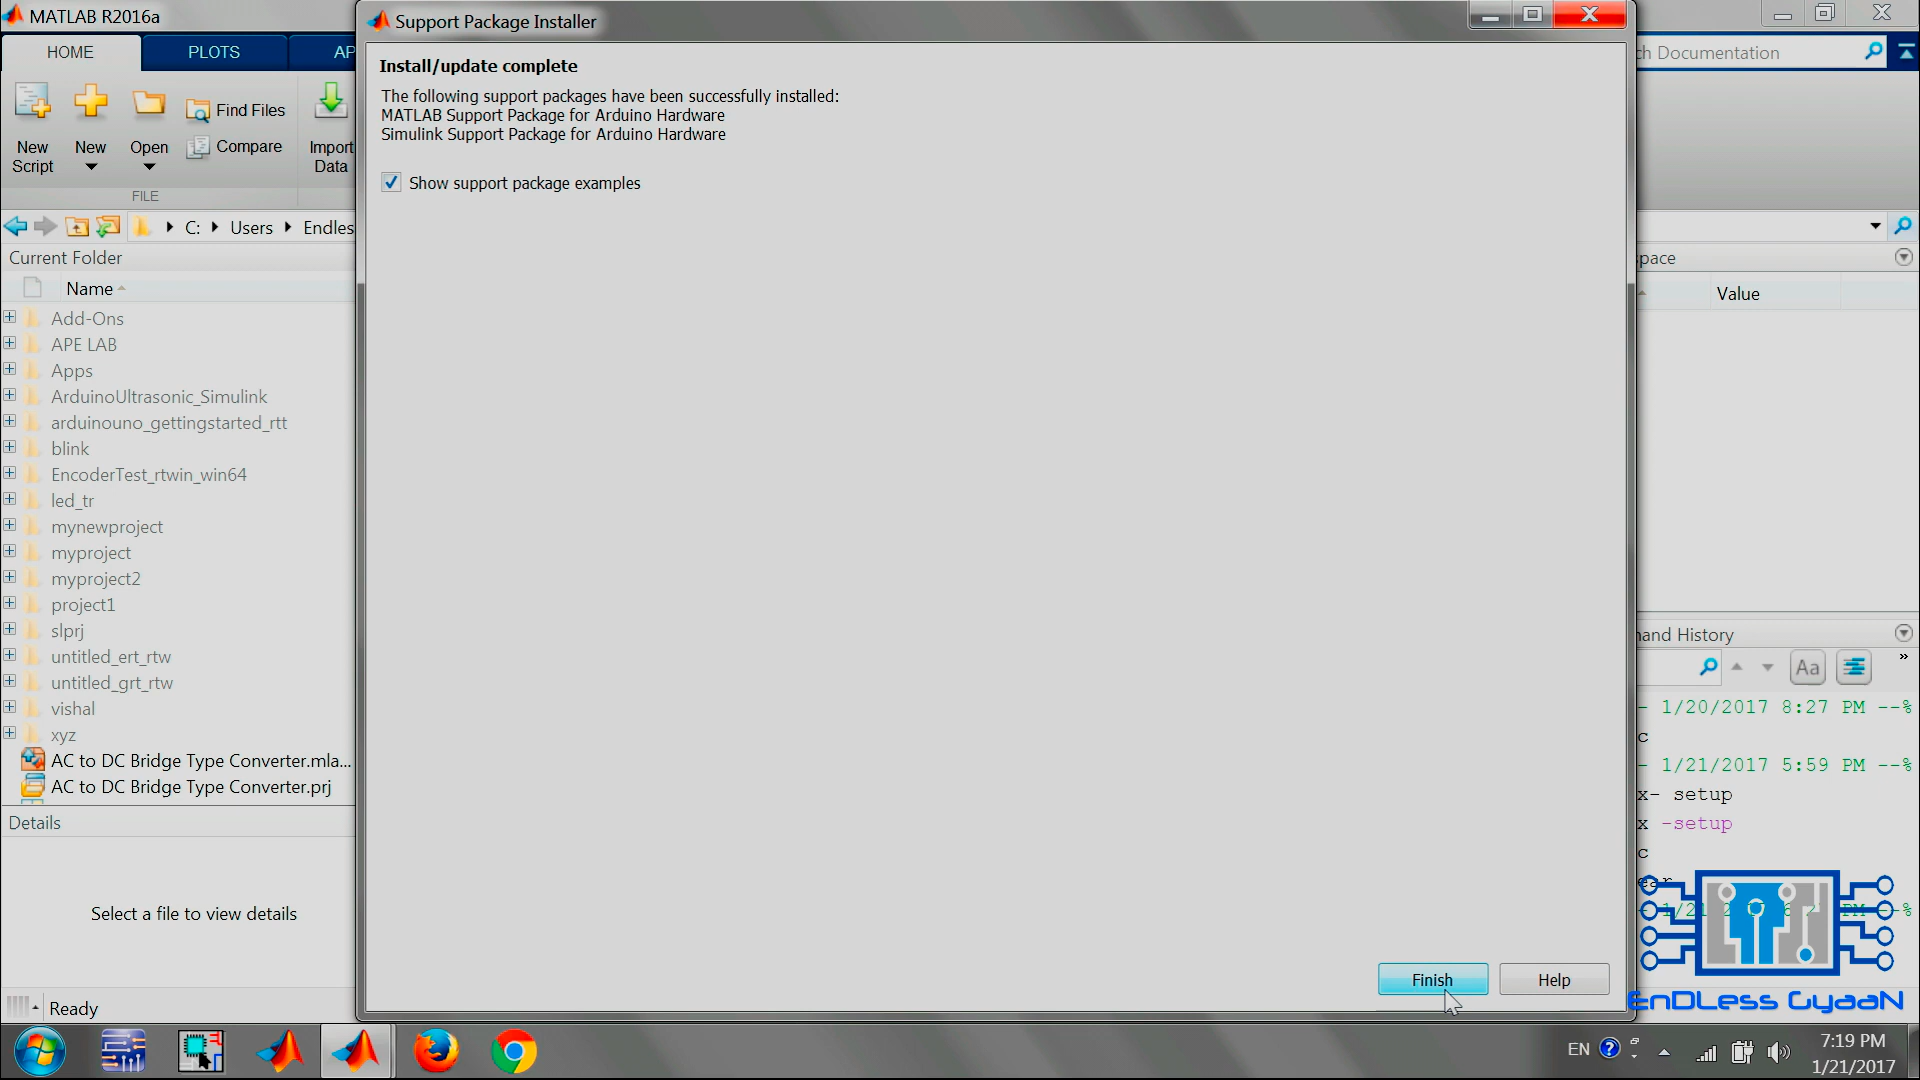 MATLAB R2016a
Support Package Installer
HOME
PLOTS
AP
ch Documentation
New Script
New
Open
Find Files
Compare
Import Data
FILE
C:
Users
Endles
Current Folder
Name
Add-Ons
APE LAB
Apps
ArduinoUltrasonic_Simulink
arduinouno_gettingstarted_rtt
blink
EncoderTest_rtwin_win64
led_tr
mynewproject
myproject
myproject2
project1
slprj
untitled_ert_rtw
untitled_grt_rtw
vishal
xyz
AC to DC Bridge Type Converter.mla...
AC to DC Bridge Type Converter.prj
Details
Select a file to view details
Ready
Install/update complete
The following support packages have been successfully installed:
MATLAB Support Package for Arduino Hardware
Simulink Support Package for Arduino Hardware
Show support package examples
Finish
Help
space
Value
mand History
Aa
»
- 1/20/2017 8:27 PM --%
c
- 1/21/2017 5:59 PM --%
x- setup
x -setup
c
ear
EnDLess GyaaN
EN
7:19 PM
1/21/2017